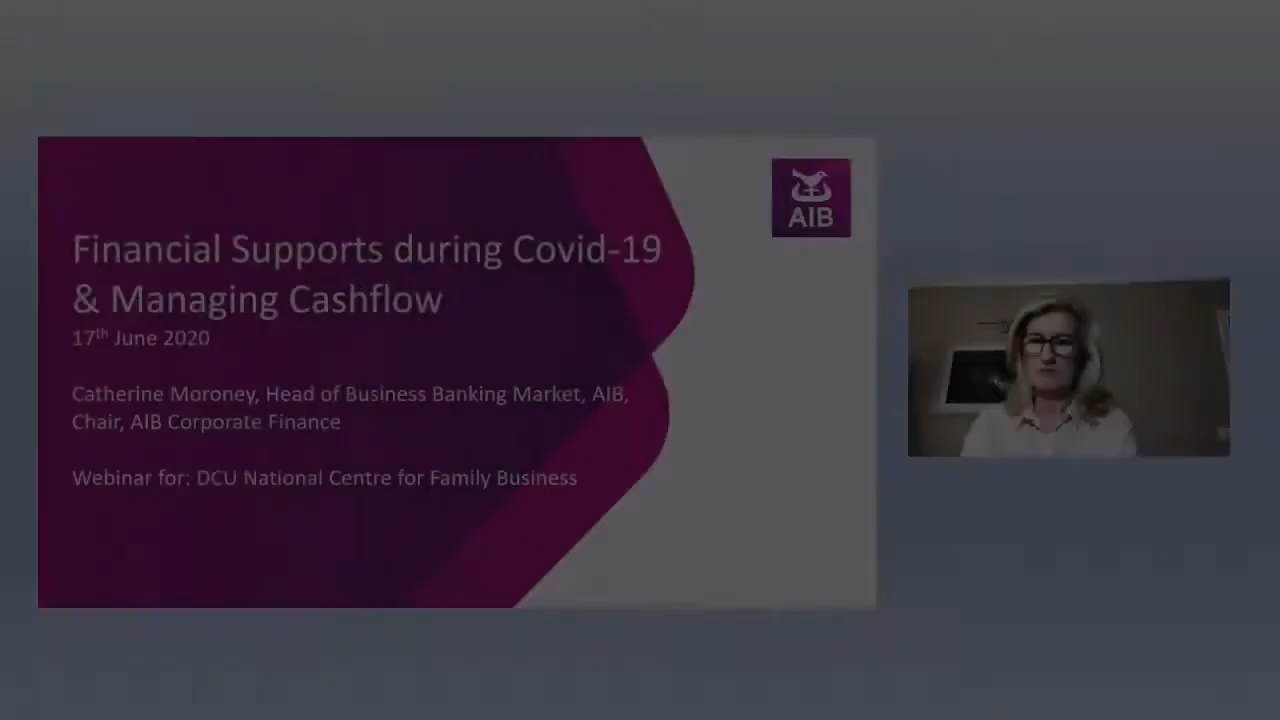 Financial Supports during Covid-19
& Managing Cashflow
17th June 2020
Catherine Moroney, Head of Business Banking Market, AIB,
Chair, AIB Corporate Finance
Webinar for: DCU National Centre for Family Business
AIB